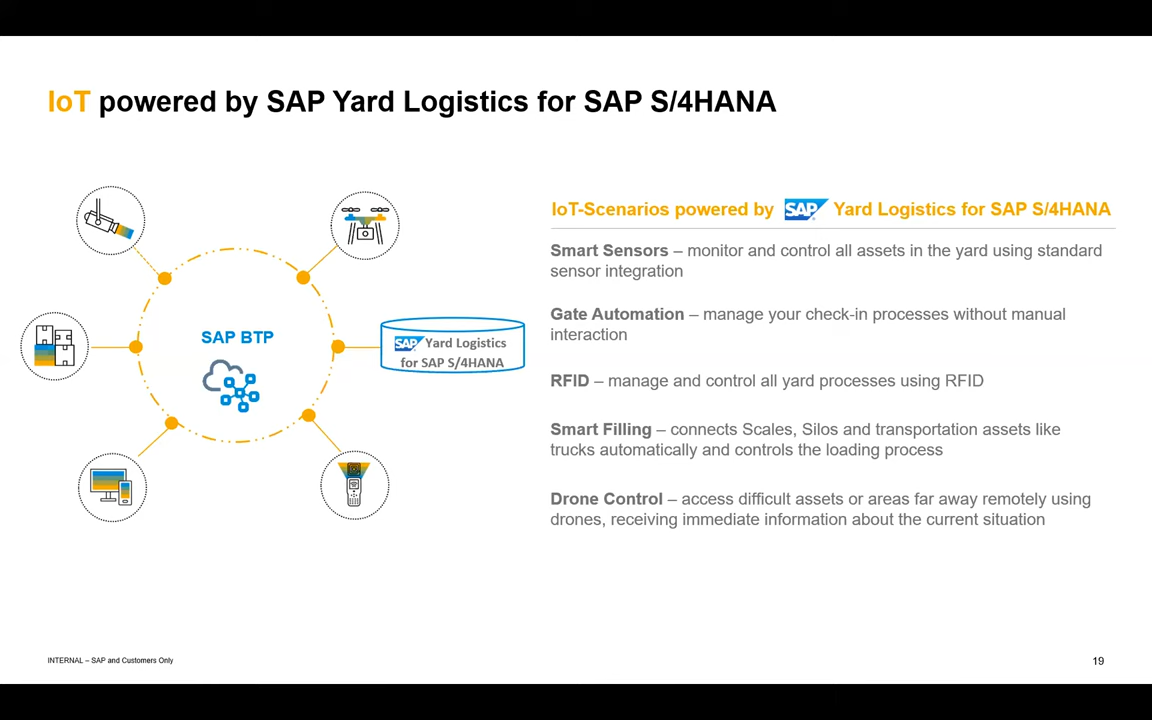 IoT powered by SAP Yard Logistics for SAP S/4HANA
IoT-Scenarios powered by SAP Yard Logistics for SAP S/4HANA
Smart Sensors – monitor and control all assets in the yard using standard
sensor integration
Gate Automation – manage your check-in processes without manual
interaction
RFID – manage and control all yard processes using RFID
Smart Filling – connects Scales, Silos and transportation assets like
trucks automatically and controls the loading process
Drone Control – access difficult assets or areas far away remotely using
drones, receiving immediate information about the current situation
SAP BTP
SAP Yard Logistics
for SAP S/4HANA
INTERNAL – SAP and Customers Only
19